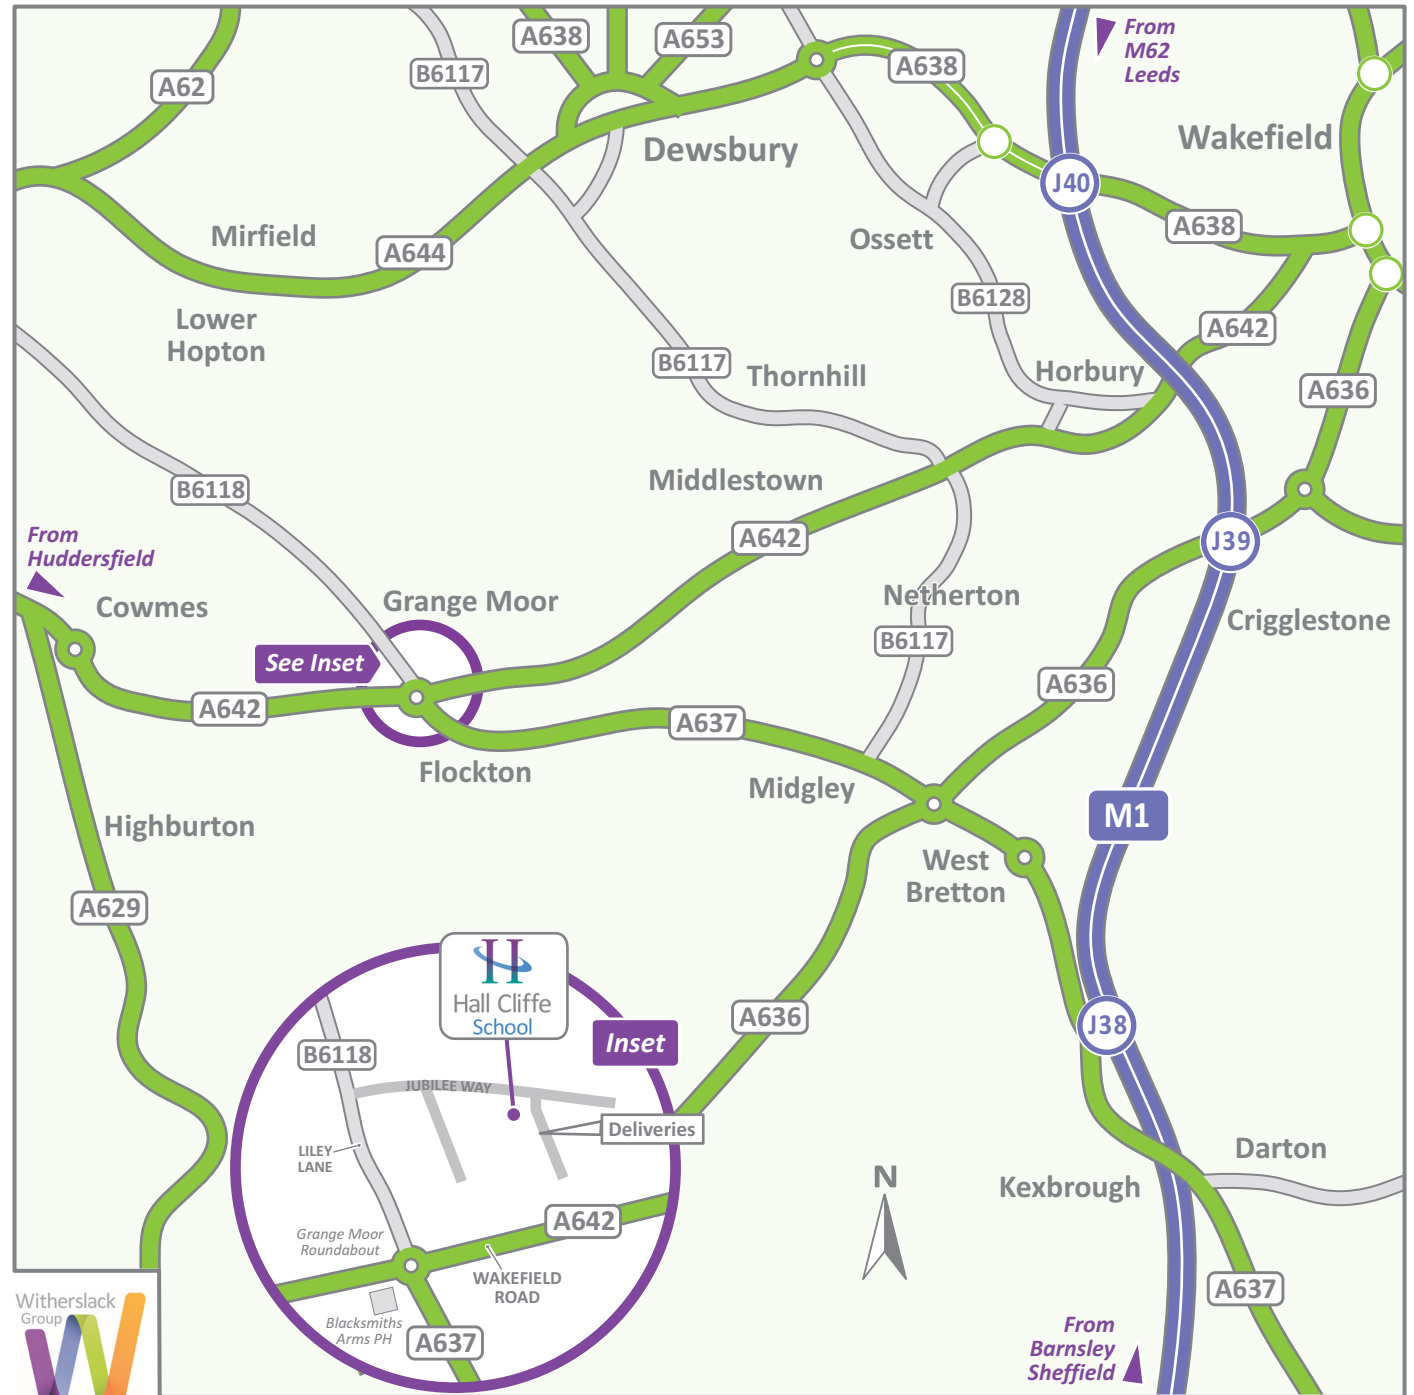 A638
A653
From
M62
Leeds
B6117
A638
A62
Wakefield
Dewsbury
J40
A638
Mirfield
Ossett
A644
B6128
Lower
Hopton
A642
B6117
Thornhill
Horbury
A636
Middlestown
B6118
A642
J39
From
Huddersfield
Cowmes
Grange Moor
Netherton
Crigglestone
B6117
See Inset
A636
A642
A637
Flockton
Midgley
M1
Highburton
West
Bretton
A629
H
Hall Cliffe
School
A636
J38
Inset
B6118
JUBILEE WAY
Deliveries
LILEY
LANE
Darton
N
Kexbrough
A642
Grange Moor
Roundabout
WAKEFIELD
ROAD
A637
Witherslack
Group
Blacksmiths
Arms PH
A637
From
Barnsley
Sheffield